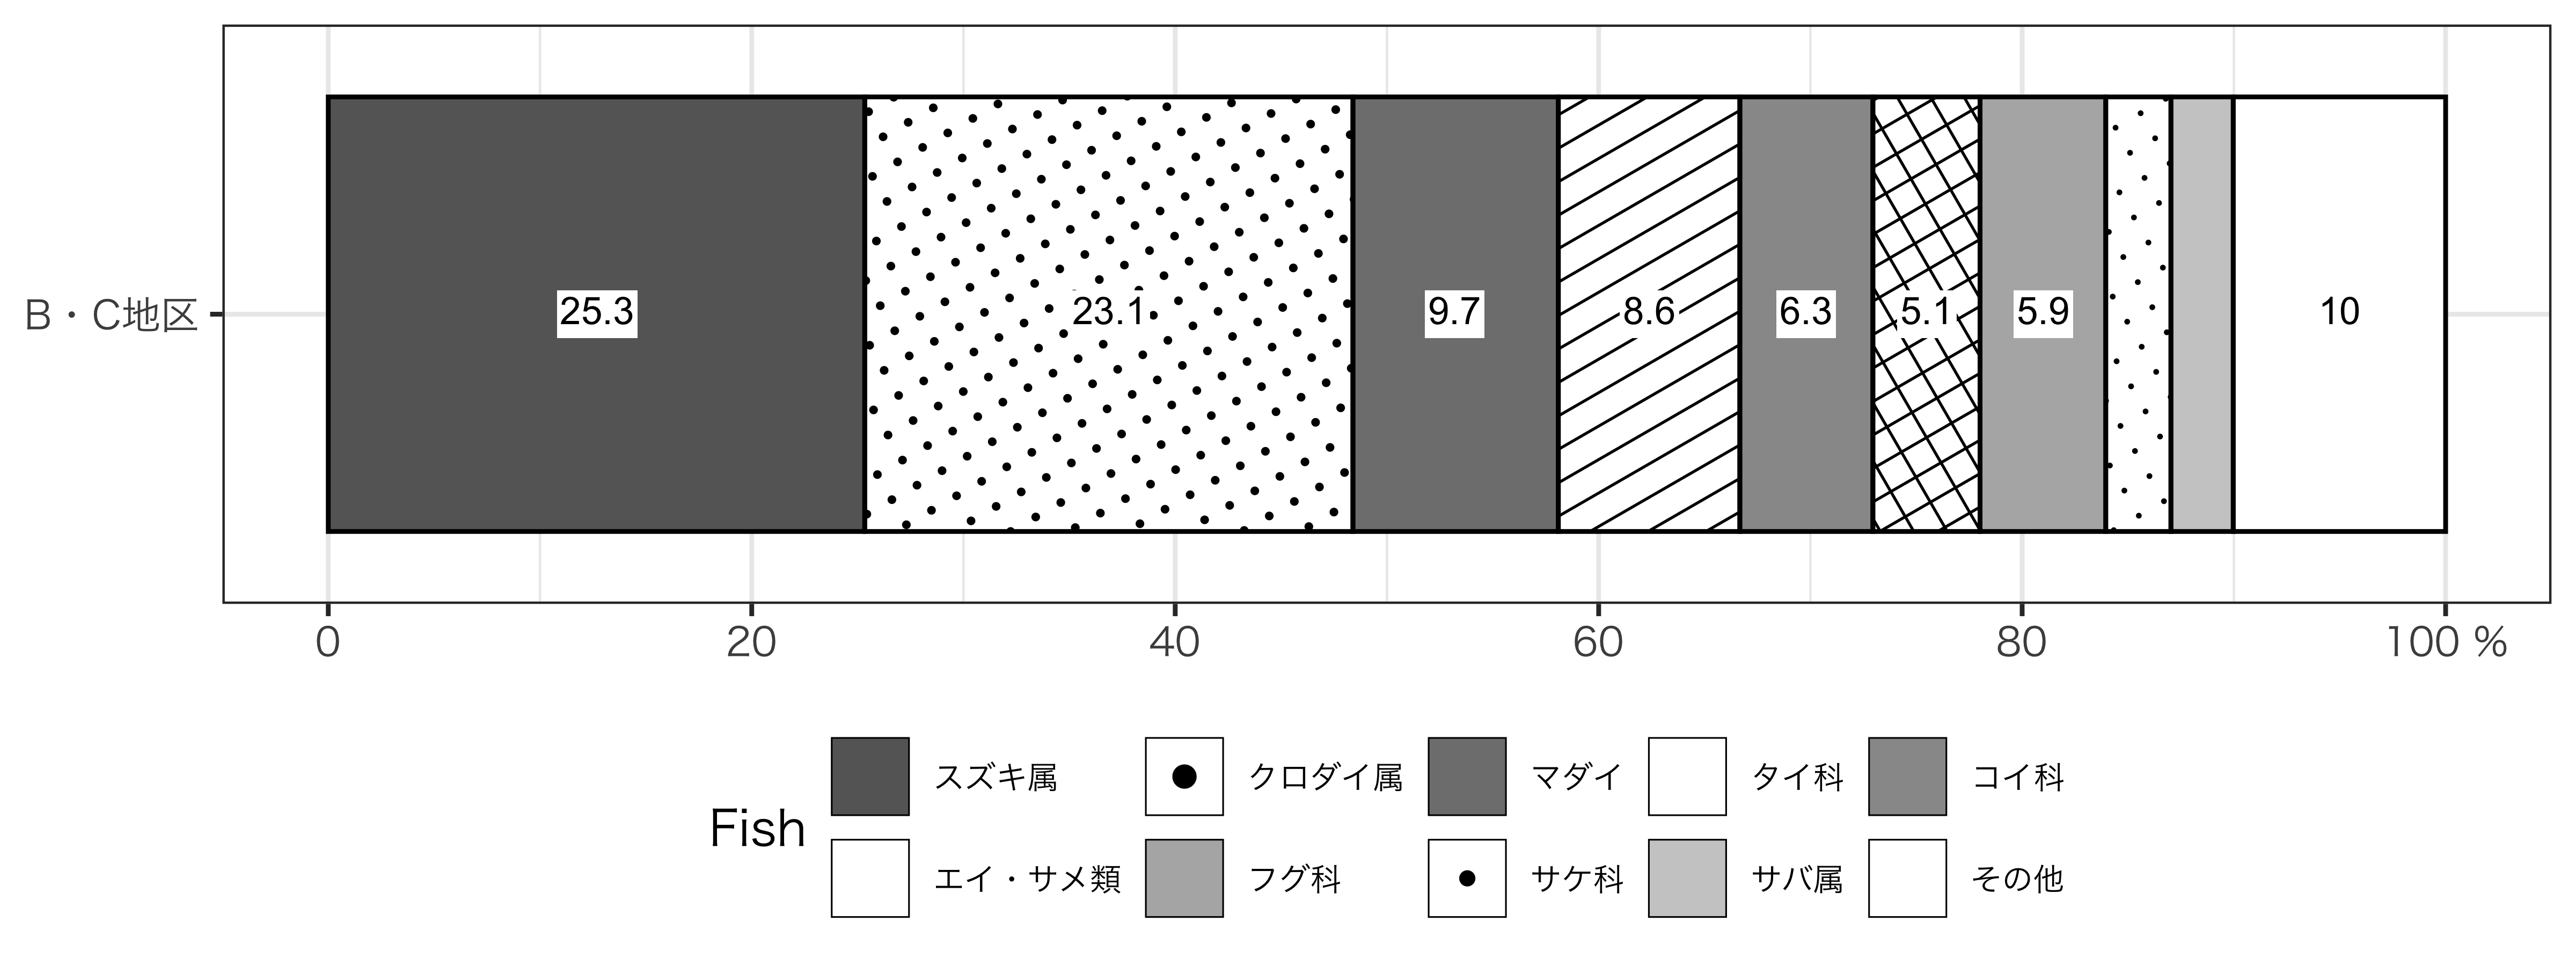 B・C地区
25.3 23.1 9.7 8.6 6.3 5.1 5.9 10
0 20 40 60 80 100 %
Fish
スズキ属 クロダイ属 マダイ タイ科 コイ科
エイ・サメ類 フグ科 サケ科 サバ属 その他